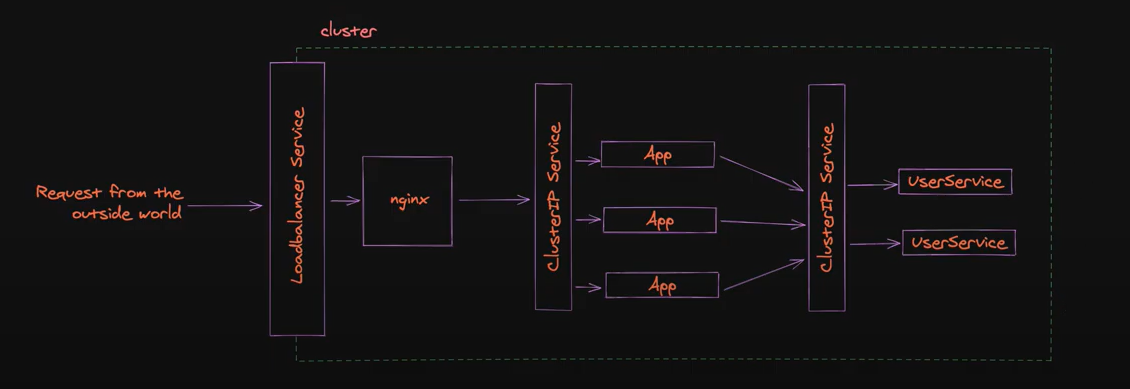 cluster
Request from the
outside world
Loadbalancer Service
nginx
ClusterIP Service
App
App
App
ClusterIP Service
UserService
UserService